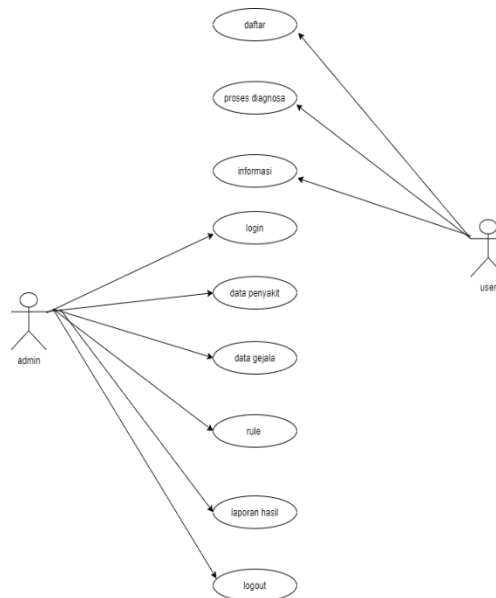 daftar
proses diagnosa
informasi
login
user
data penyakit
admin
data gejala
rule
laporan hasil
logout